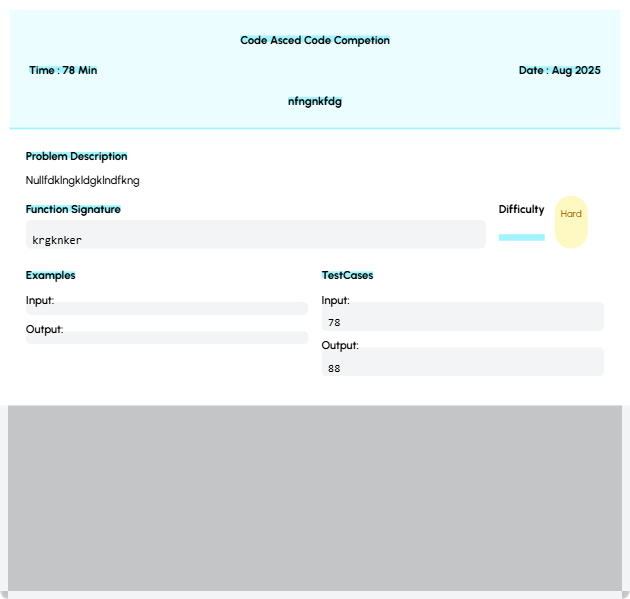 Code Asced Code Competion
Time : 78 Min
Date : Aug 2025
nfngnkfdg
Problem Description
Nullfdklngkldgklndfkng
Function Signature
Difficulty
Hard
krgknker
Examples
TestCases
Input:
Input:
78
Output:
Output:
88